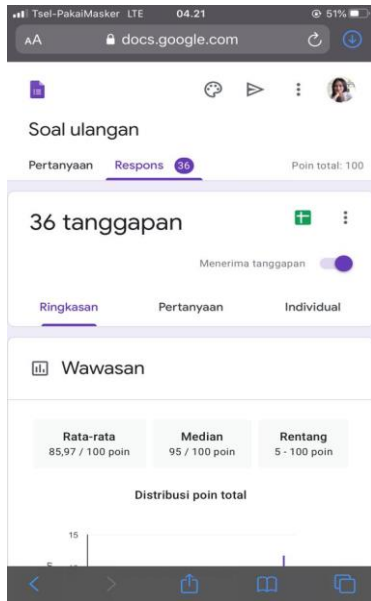 Tsel-PakaiMasker LTE 04.21 51%
AA docs.google.com
Soal ulangan
Pertanyaan Respons 36 Poin total: 100
36 tanggapan
Menerima tanggapan
Ringkasan Pertanyaan Individual
Wawasan
Rata-rata Median Rentang
85,97 / 100 poin 95 / 100 poin 5 - 100 poin
Distribusi poin total
15